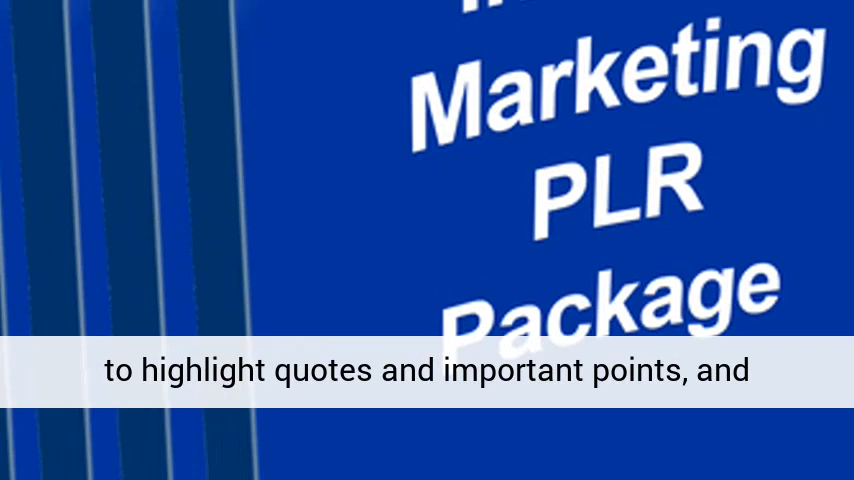 Marketing
PLR
Package
to highlight quotes and important points, and